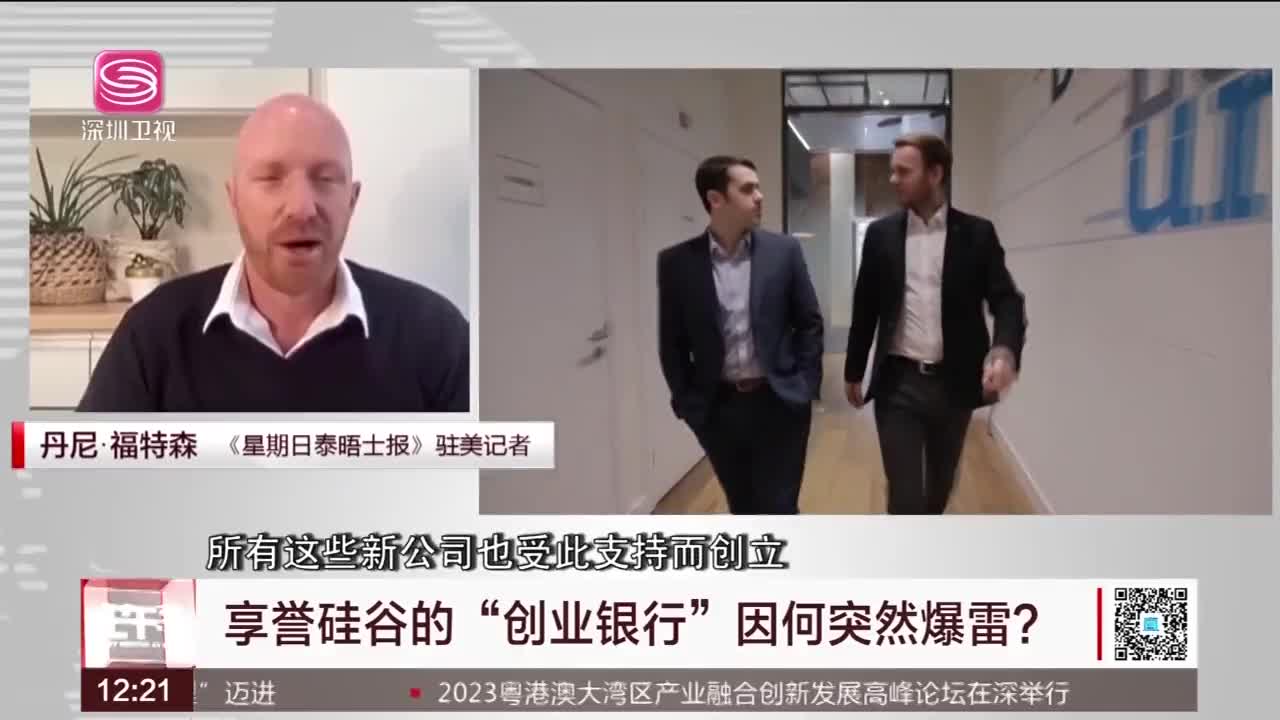 深圳卫视
ur
丹尼·福特森 《星期日泰晤士报》驻美记者
所有这些新公司也受此支持而创立
享誉硅谷的“创业银行”因何突然爆雷？
12:21 ”迈进 ▪ 2023粤港澳大湾区产业融合创新发展高峰论坛在深举行